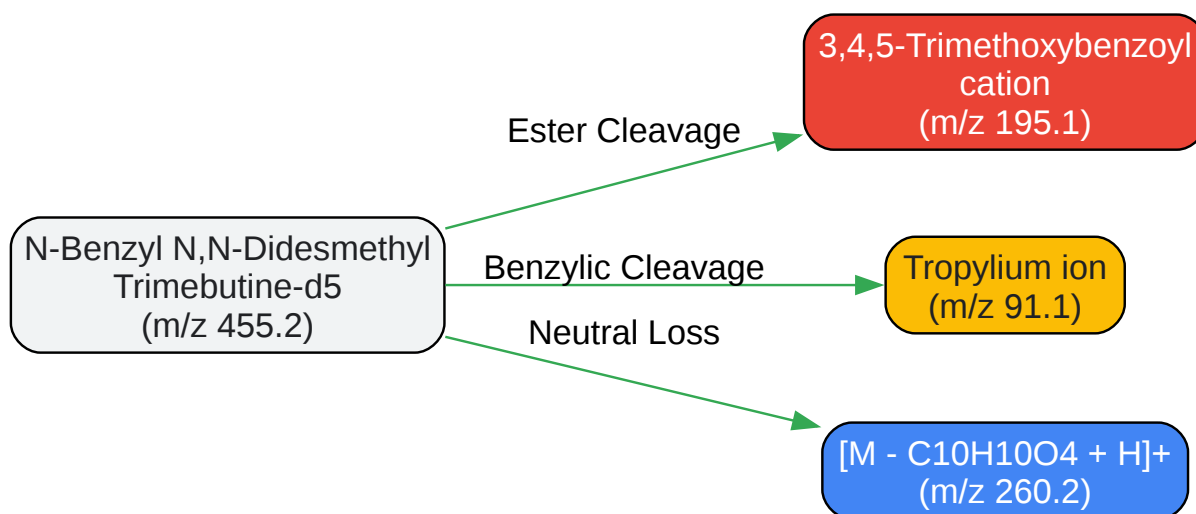 3,4,5-Trimethoxybenzoyl
cation
(m/z 195.1)
Ester Cleavage
N-Benzyl N,N-Didesmethyl
Trimebutine-d5
(m/z 455.2)
Benzylic Cleavage
Tropylium ion
(m/z 91.1)
Neutral Loss
[M - C10H10O4 + H]+
(m/z 260.2)